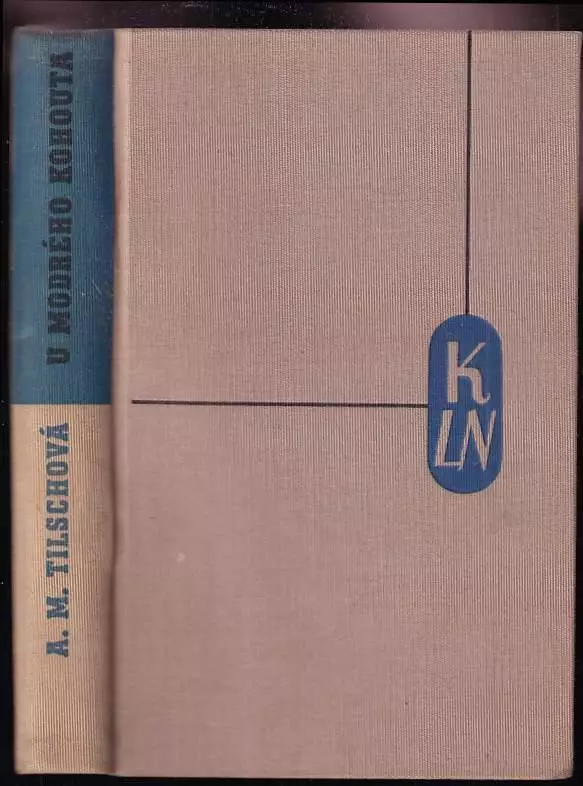 A. M. TILSCHOVÁ
U MODRÉHO KOHOUTA
K
LN